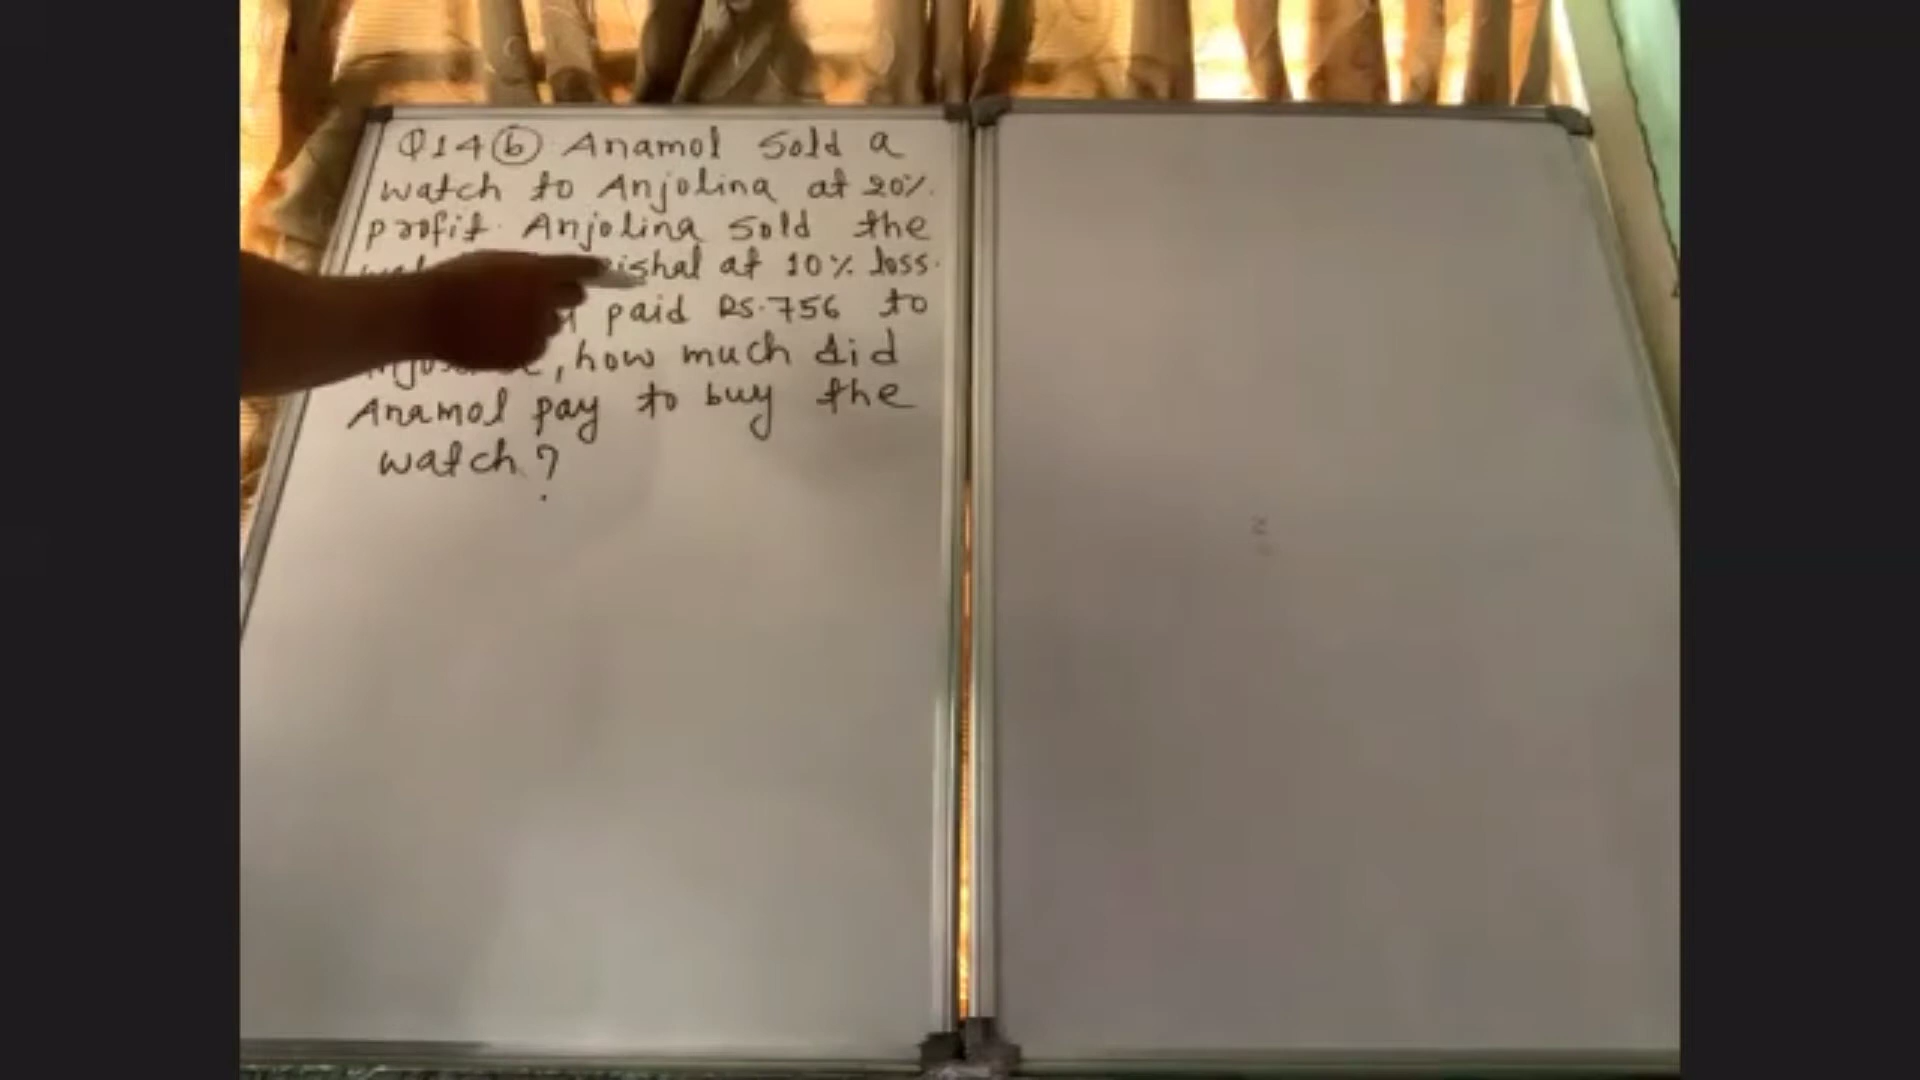 Q14 (b) Anamol Sold a
watch to Anjolina at 20%
profit. Anjolina sold the
at 10% loss.
paid RS.756 to
, how much did
Anamol pay to buy the
watch?